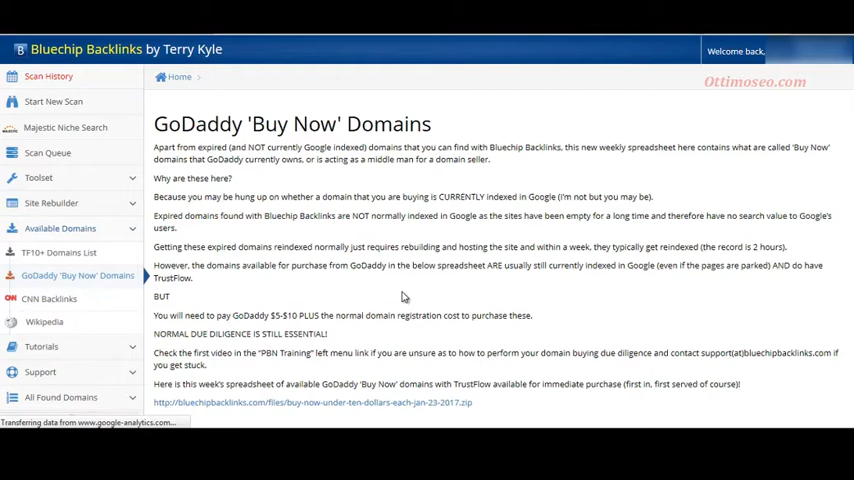 Bluechip Backlinks by Terry Kyle
Welcome back,
Ottimoseo.com
Scan History
Start New Scan
Majestic Niche Search
Scan Queue
Toolset
Site Rebuilder
Available Domains
TF10+ Domains List
GoDaddy 'Buy Now' Domains
CNN Backlinks
Wikipedia
Tutorials
Support
All Found Domains
Transferring data from www.google-analytics.com...
Home >
GoDaddy 'Buy Now' Domains
Apart from expired (and NOT currently Google indexed) domains that you can find with Bluechip Backlinks, this new weekly spreadsheet here contains what are called 'Buy Now'
domains that GoDaddy currently owns, or is acting as a middle man for a domain seller.
Why are these here?
Because you may be hung up on whether a domain that you are buying is CURRENTLY indexed in Google (I'm not but you may be).
Expired domains found with Bluechip Backlinks are NOT normally indexed in Google as the sites have been empty for a long time and therefore have no search value to Google's
users.
Getting these expired domains reindexed normally just requires rebuilding and hosting the site and within a week, they typically get reindexed (the record is 2 hours).
However, the domains available for purchase from GoDaddy in the below spreadsheet ARE usually still currently indexed in Google (even if the pages are parked) AND do have
TrustFlow.
BUT
You will need to pay GoDaddy $5-$10 PLUS the normal domain registration cost to purchase these.
NORMAL DUE DILIGENCE IS STILL ESSENTIAL!
Check the first video in the "PBN Training" left menu link if you are unsure as to how to perform your domain buying due diligence and contact support(at)bluechipbacklinks.com if
you get stuck.
Here is this week's spreadsheet of available GoDaddy 'Buy Now' domains with TrustFlow available for immediate purchase (first in, first served of course)!
http://bluechipbacklinks.com/files/buy-now-under-ten-dollars-each-jan-23-2017.zip